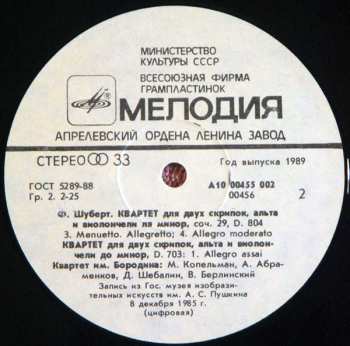 МИНИСТЕРСТВО
КУЛЬТУРЫ СССР
ВСЕСОЮЗНАЯ ФИРМА
ГРАМПЛАСТИНОК
МЕЛОДИЯ
АПРЕЛЕВСКИЙ ОРДЕНА ЛЕНИНА ЗАВОД
СТЕРЕО 33
Год выпуска 1989
ГОСТ 5289-88
А10 00455 002
Гр. 2. 2-25
00456
2
Ф. Шуберт. КВАРТЕТ для двух скрипок, альта
и виолончели ля минор, соч. 29, D. 804
3. Menuetto. Allegretto; 4. Allegro moderato
КВАРТЕТ для двух скрипок, альта и виолон-
чели до минор, D. 703: 1. Allegro assai
Квартет им. Бородина: М. Копельман, А. Абра-
менков, Д. Шебалин, В. Берлинский
Запись из Гос. музея изобрази-
тельных искусств им. А. С. Пушкина
8 декабря 1985 г.
(цифровая)